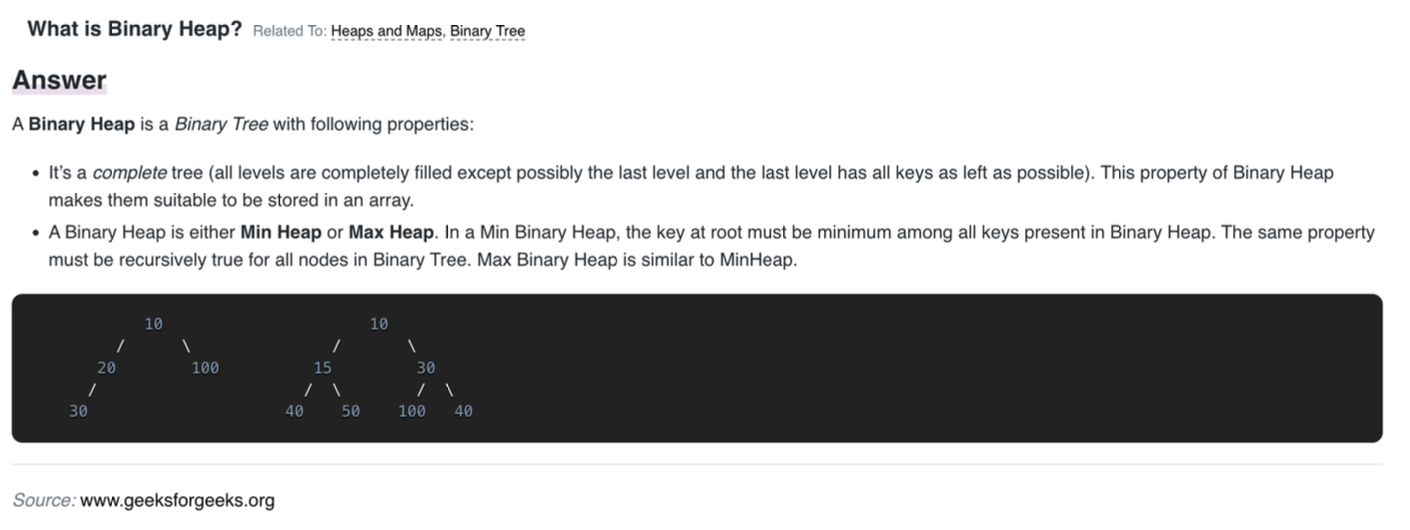 What is Binary Heap? Related To: Heaps and Maps, Binary Tree
Answer
A Binary Heap is a Binary Tree with following properties:
• It's a complete tree (all levels are completely filled except possibly the last level and the last level has all keys as left as possible). This property of Binary Heap
makes them suitable to be stored in an array.
• A Binary Heap is either Min Heap or Max Heap. In a Min Binary Heap, the key at root must be minimum among all keys present in Binary Heap. The same property
must be recursively true for all nodes in Binary Tree. Max Binary Heap is similar to MinHeap.
10 10
/ \ / \
20 100 15 30
/ / \ / \
30 40 50 100 40
Source: www.geeksforgeeks.org